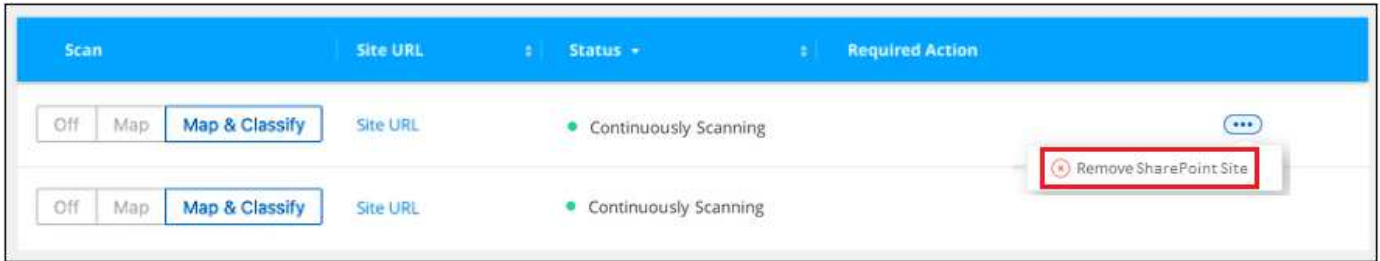 Scan Site URL Status Required Action
Off Map Map & Classify Site URL Continuously Scanning
Remove SharePoint Site
Off Map Map & Classify Site URL Continuously Scanning